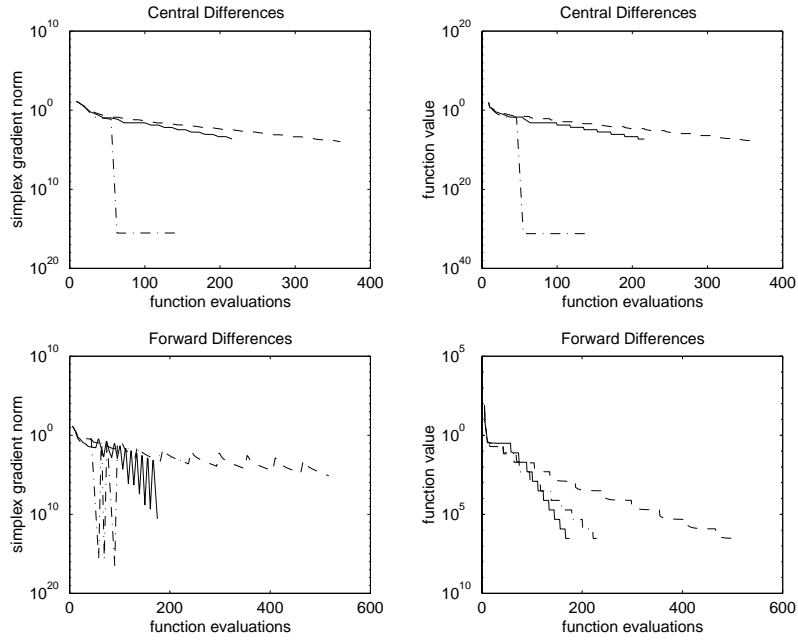 Central Differences
10^10
10^0
10^10
10^20
0 100 200 300 400
function evaluations
simplex gradient norm
Central Differences
10^20
10^0
10^20
10^40
0 100 200 300 400
function evaluations
function value
Forward Differences
10^10
10^0
10^10
10^20
0 200 400 600
function evaluations
simplex gradient norm
Forward Differences
10^5
10^0
10^5
10^10
0 200 400 600
function evaluations
function value